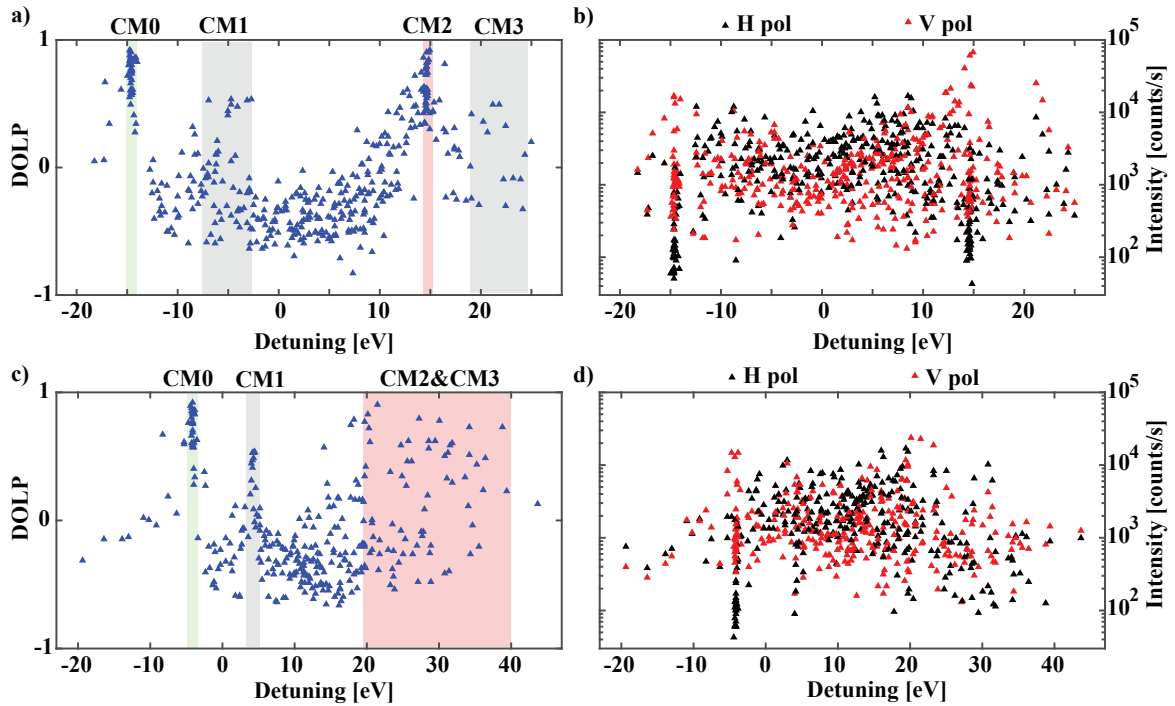 a) CM0 CM1 CM2 CM3
1
0
-1
DOLP
-20 -10 0 10 20
Detuning [eV]
b) H pol V pol
10^5
10^4
10^3
10^2
Intensity [counts/s]
-20 -10 0 10 20
Detuning [eV]
c) CM0 CM1 CM2&CM3
1
0
-1
DOLP
-20 -10 0 10 20 30 40
Detuning [eV]
d) H pol V pol
10^5
10^4
10^3
10^2
Intensity [counts/s]
-20 -10 0 10 20 30 40
Detuning [eV]